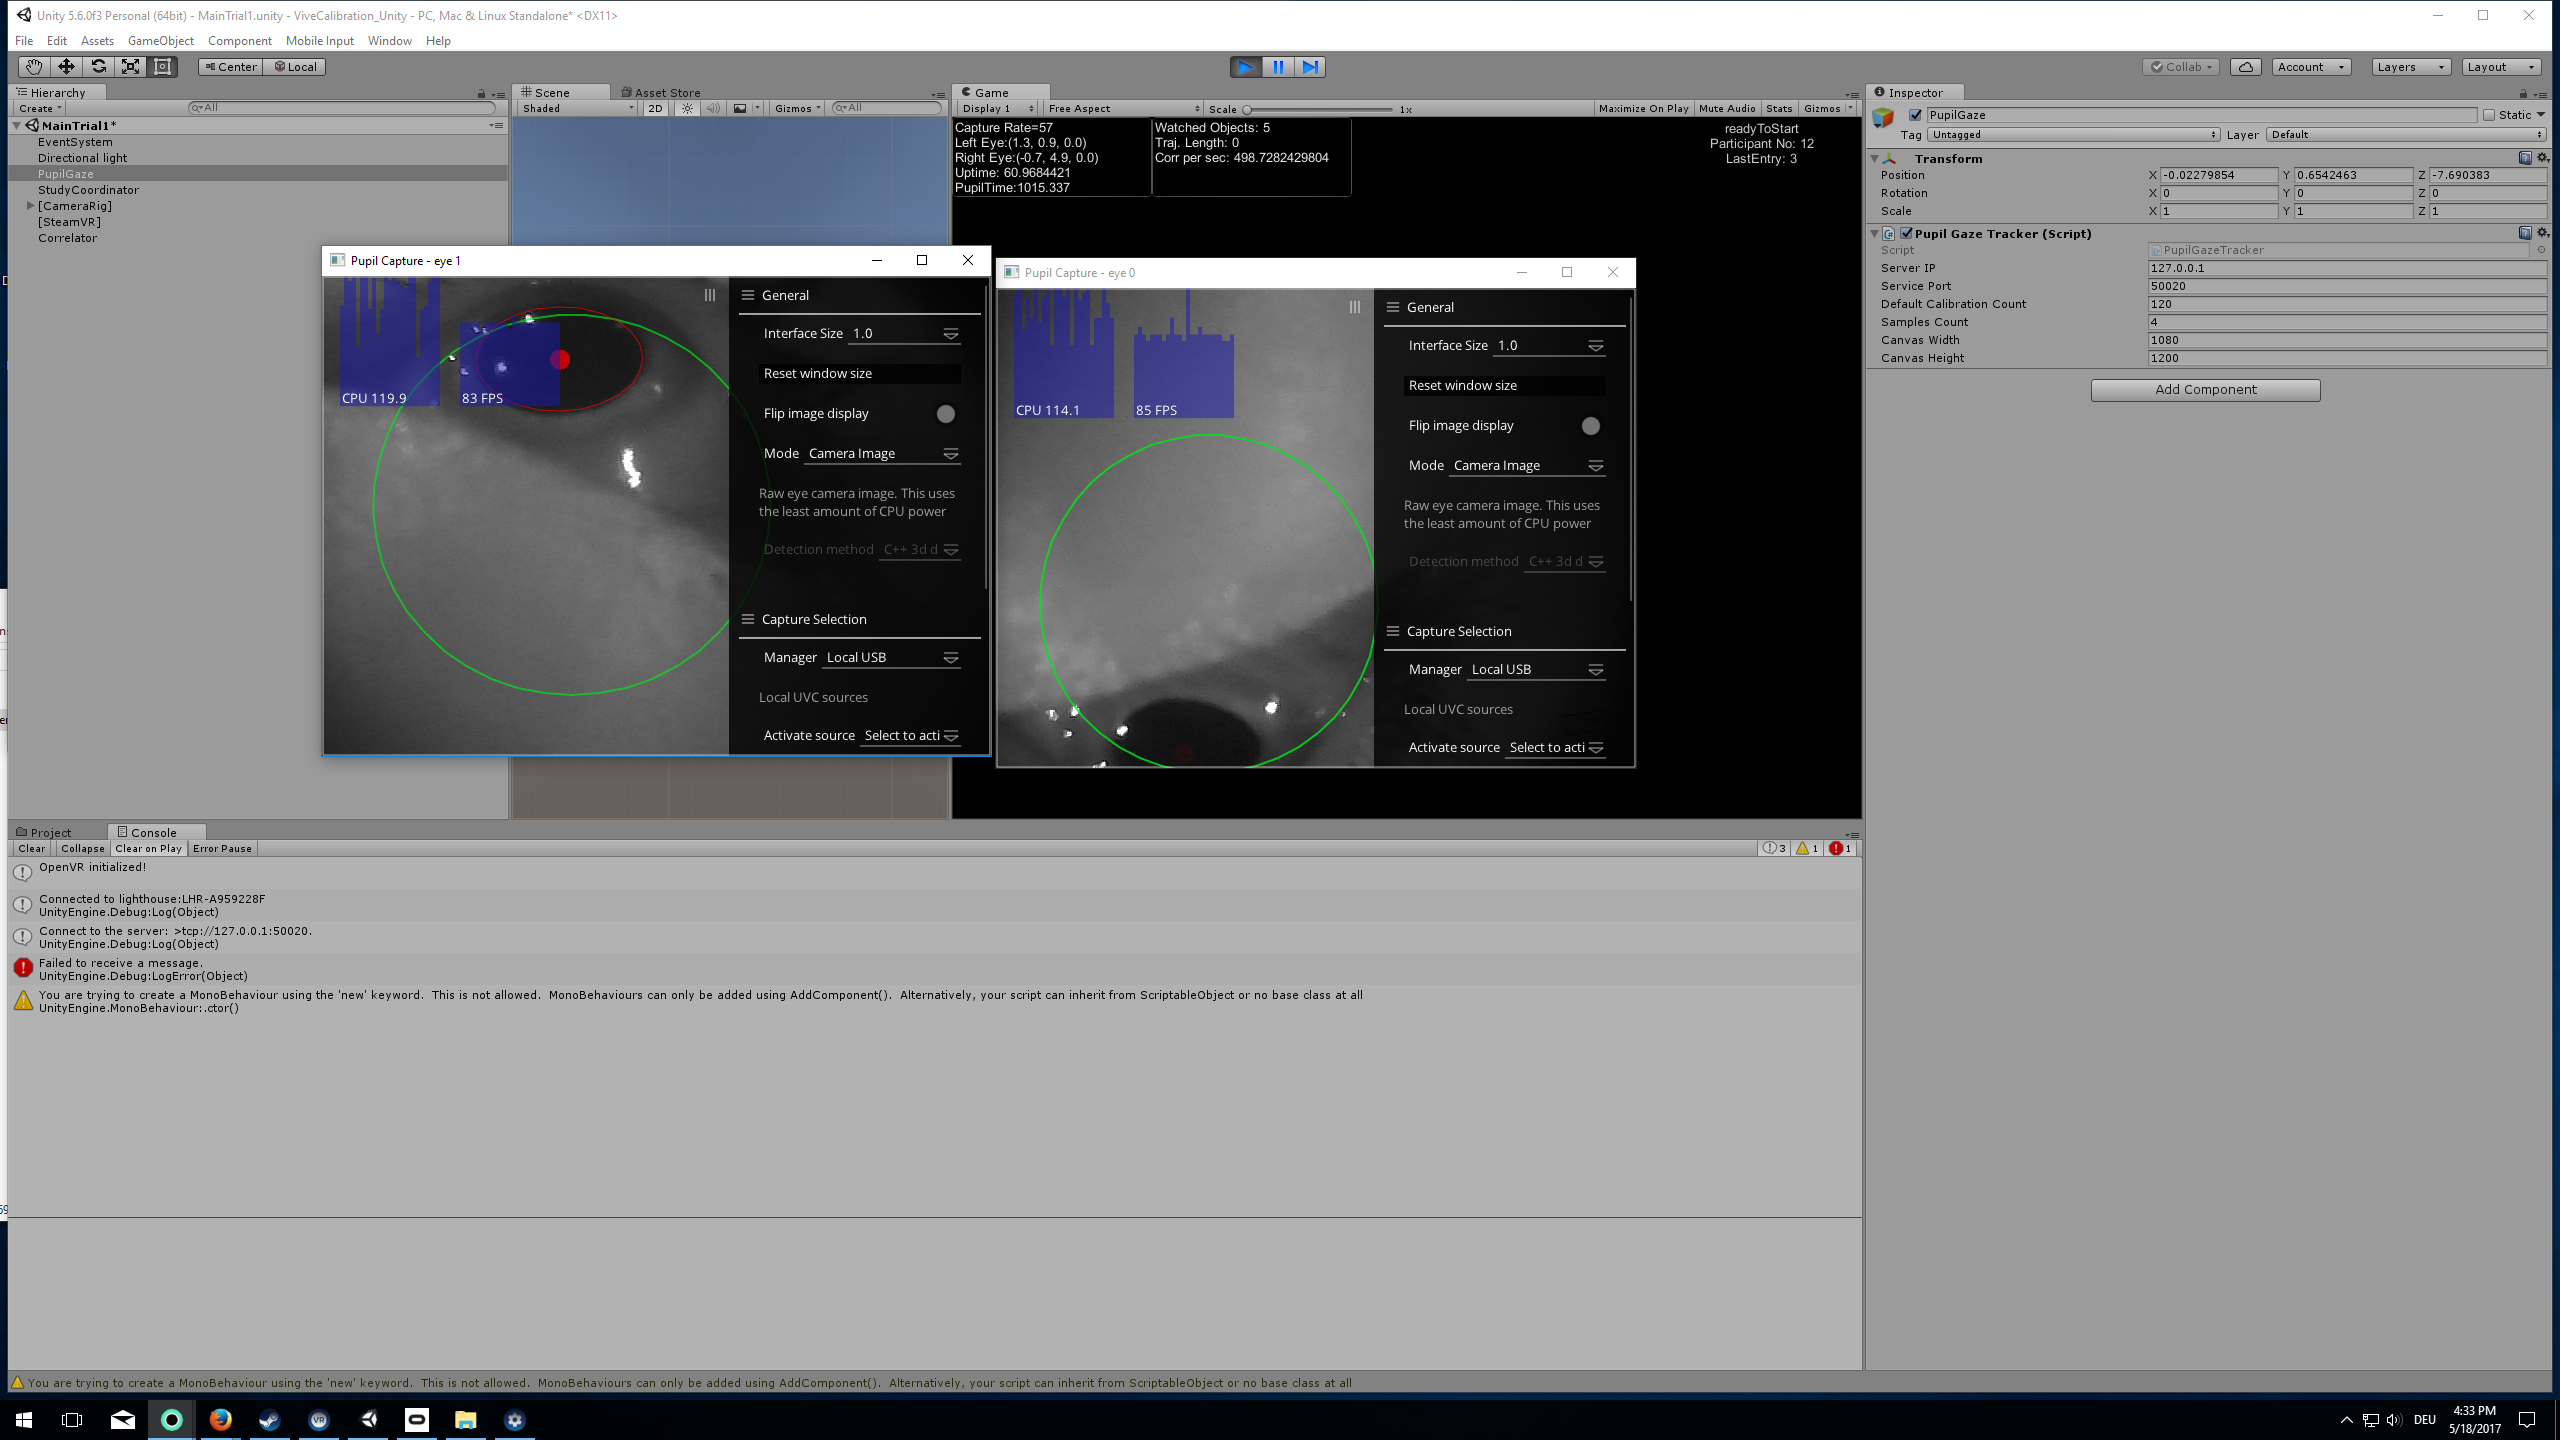 Unity 5.6.0f3 Personal (64bit) - MainTrial1.unity - ViveCalibration_Unity - PC, Mac & Linux Standalone* <DX11>
File Edit Assets GameObject Component Mobile Input Window Help
Center Local
Collab Account Layers Layout
Hierarchy
Create All
MainTrial1*
EventSystem
Directional light
PupilGaze
StudyCoordinator
[CameraRig]
[SteamVR]
Correlator
Scene Asset Store
Shaded 2D Gizmos All
Game
Display 1 Free Aspect Scale 1x Maximize On Play Mute Audio Stats Gizmos
Capture Rate=57
Left Eye:(1.3, 0.9, 0.0)
Right Eye:(-0.7, 4.9, 0.0)
Uptime: 60.9684421
PupilTime:1015.337
Watched Objects: 5
Traj. Length: 0
Corr per sec: 498.7282429804
readyToStart
Participant No: 12
LastEntry: 3
Pupil Capture - eye 1
CPU 119.9
83 FPS
General
Interface Size 1.0
Reset window size
Flip image display
Mode Camera Image
Raw eye camera image. This uses
the least amount of CPU power
Detection method C++ 3d d
Capture Selection
Manager Local USB
Local UVC sources
Activate source Select to acti
Pupil Capture - eye 0
CPU 114.1
85 FPS
General
Interface Size 1.0
Reset window size
Flip image display
Mode Camera Image
Raw eye camera image. This uses
the least amount of CPU power
Detection method C++ 3d d
Capture Selection
Manager Local USB
Local UVC sources
Activate source Select to acti
Inspector
PupilGaze Static
Tag Untagged Layer Default
Transform
Position X -0.02279854 Y 0.6542463 Z -7.690383
Rotation X 0 Y 0 Z 0
Scale X 1 Y 1 Z 1
Pupil Gaze Tracker (Script)
Script PupilGazeTracker
Server IP 127.0.0.1
Service Port 50020
Default Calibration Count 120
Samples Count 4
Canvas Width 1080
Canvas Height 1200
Add Component
Project Console
Clear Collapse Clear on Play Error Pause 3 1 1
OpenVR initialized!
Connected to lighthouse:LHR-A959228F
UnityEngine.Debug:Log(Object)
Connect to the server: >tcp://127.0.0.1:50020.
UnityEngine.Debug:Log(Object)
Failed to receive a message.
UnityEngine.Debug:LogError(Object)
You are trying to create a MonoBehaviour using the 'new' keyword.  This is not allowed.  MonoBehaviours can only be added using AddComponent().  Alternatively, your script can inherit from ScriptableObject or no base class at all
UnityEngine.MonoBehaviour:.ctor()
You are trying to create a MonoBehaviour using the 'new' keyword.  This is not allowed.  MonoBehaviours can only be added using AddComponent().  Alternatively, your script can inherit from ScriptableObject or no base class at all
VR
DEU
4:33 PM
5/18/2017